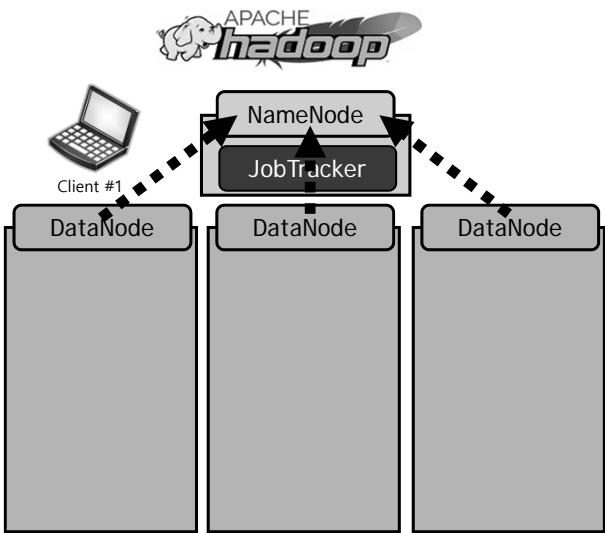 APACHE
hadoop
NameNode
JobTracker
Client #1
DataNode
DataNode
DataNode